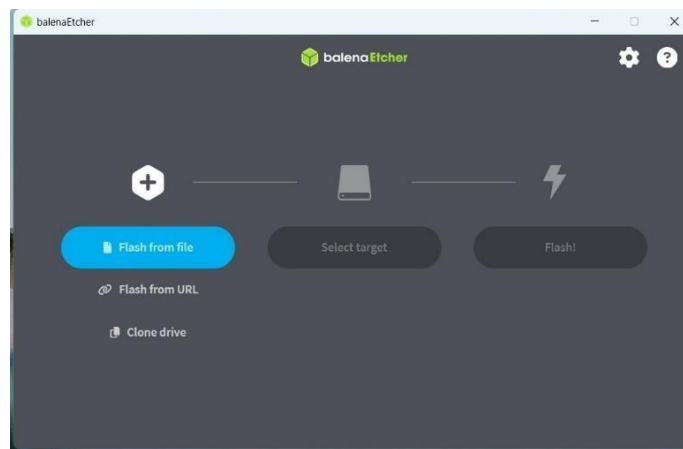 balenaEtcher
balenaEtcher
Flash from file
Select target
Flash!
Flash from URL
Clone drive